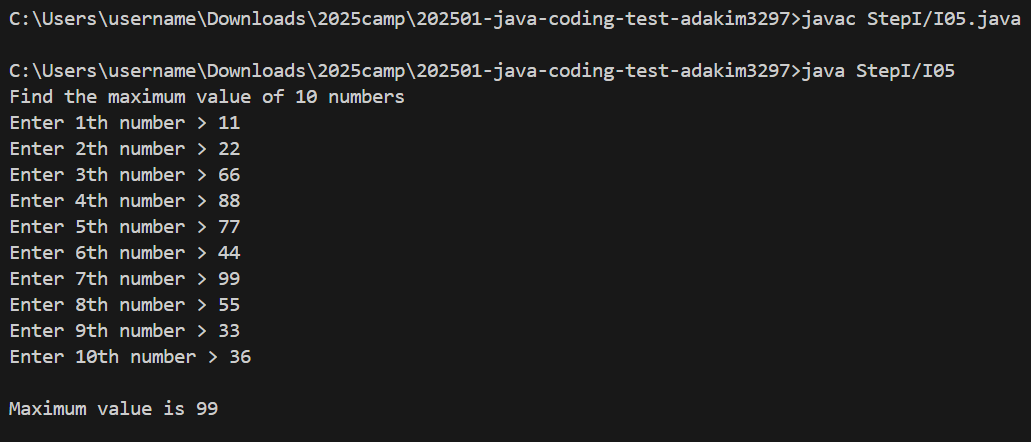 C:\Users\username\Downloads\2025camp\202501-java-coding-test-adakim3297>javac StepI/I05.java
C:\Users\username\Downloads\2025camp\202501-java-coding-test-adakim3297>java StepI/I05
Find the maximum value of 10 numbers
Enter 1th number > 11
Enter 2th number > 22
Enter 3th number > 66
Enter 4th number > 88
Enter 5th number > 77
Enter 6th number > 44
Enter 7th number > 99
Enter 8th number > 55
Enter 9th number > 33
Enter 10th number > 36
Maximum value is 99